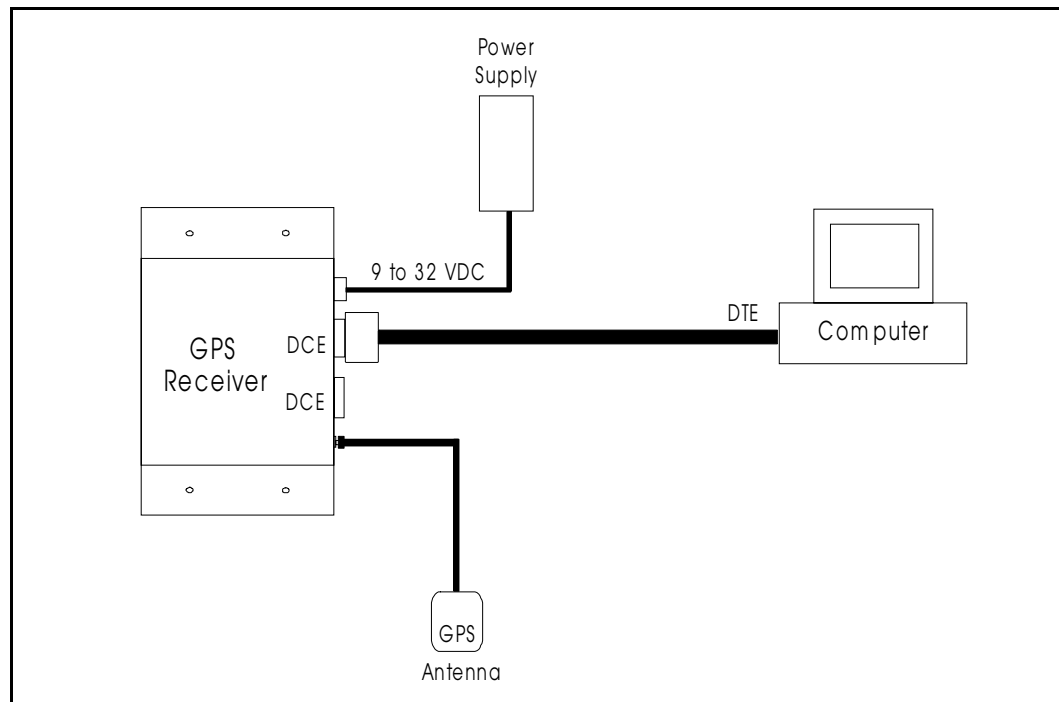 Power
Supply
9 to 32 VDC
DTE
Computer
DCE
GPS
Receiver
DCE
GPS
Antenna